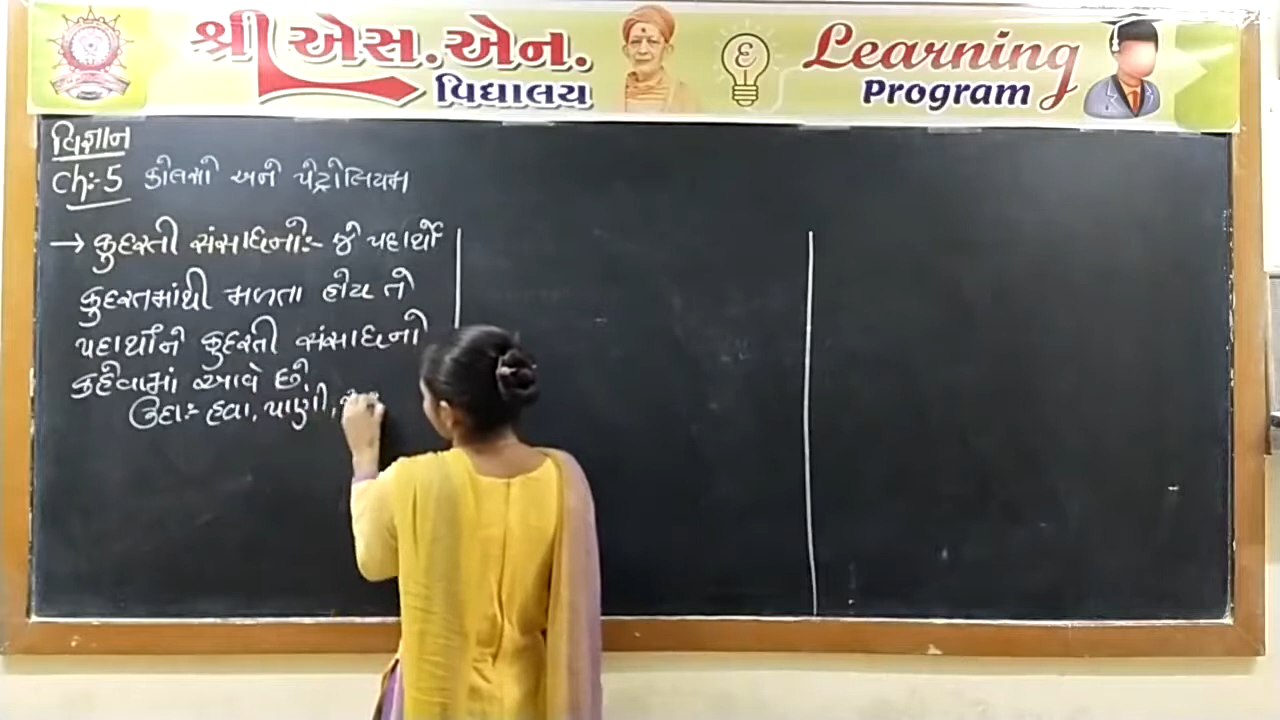 શ્રી એસ.એન.
વિદ્યાલય
Learning
Program
વિજ્ઞાન
Ch:-5 કોલસો અને પેટ્રોલિયમ
→ કુદરતી સંસાધનો:- જે પદાર્થો
કુદરતમાંથી મળતા હોય તે
પદાર્થોને કુદરતી સંસાધનો
કહેવામાં આવે છે.
ઉદા:- હવા, પાણી,